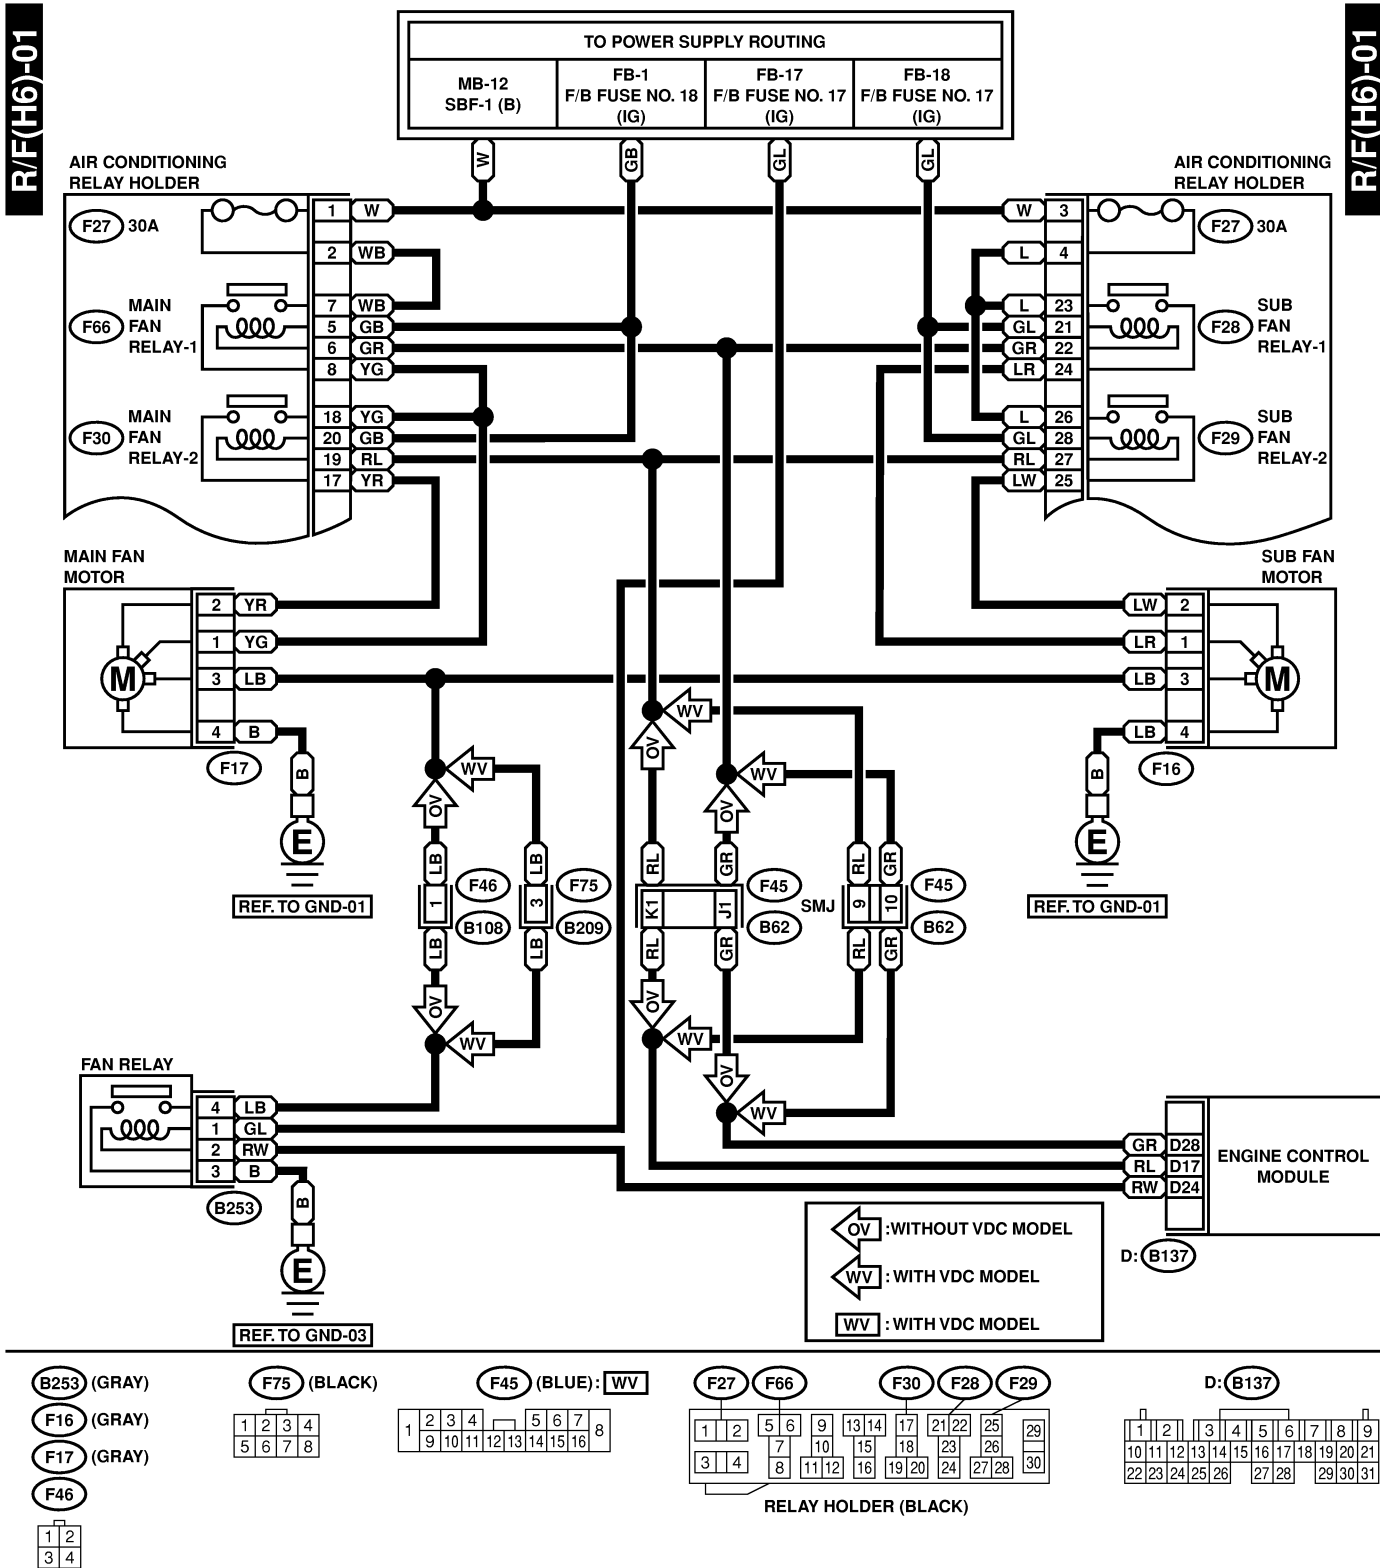 R/F(H6)-01
R/F(H6)-01
TO POWER SUPPLY ROUTING
MB-12
SBF-1 (B)
FB-1
F/B FUSE NO. 18
(IG)
FB-17
F/B FUSE NO. 17
(IG)
FB-18
F/B FUSE NO. 17
(IG)
W
GB
GL
GL
AIR CONDITIONING
RELAY HOLDER
F27 30A
1 W
2 WB
F66 MAIN
FAN
RELAY-1
7 WB
5 GB
6 GR
8 YG
F30 MAIN
FAN
RELAY-2
18 YG
20 GB
19 RL
17 YR
AIR CONDITIONING
RELAY HOLDER
W 3
F27 30A
L 4
L 23
GL 21
GR 22
LR 24
F28 SUB
FAN
RELAY-1
L 26
GL 28
RL 27
LW 25
F29 SUB
FAN
RELAY-2
MAIN FAN
MOTOR
M
2 YR
1 YG
3 LB
4 B
F17
B
E
REF. TO GND-01
SUB FAN
MOTOR
M
LW 2
LR 1
LB 3
LB 4
F16
B
E
REF. TO GND-01
WV
OV
WV
OV
WV
OV
LB
LB
RL
GR
RL
GR
1
F46
B108
3
F75
B209
K1
J1
F45
B62
SMJ
9
10
F45
B62
LB
LB
RL
GR
RL
GR
OV
WV
OV
WV
OV
WV
FAN RELAY
4 LB
1 GL
2 RW
3 B
B253
B
E
REF. TO GND-03
GR D28
RL D17
RW D24
ENGINE CONTROL
MODULE
D: B137
OV :WITHOUT VDC MODEL
WV : WITH VDC MODEL
WV : WITH VDC MODEL
B253 (GRAY)
F16 (GRAY)
F17 (GRAY)
F46
1 2
3 4
F75 (BLACK)
1 2 3 4
5 6 7 8
F45 (BLUE): WV
1 2 3 4 5 6 7 8
9 10 11 12 13 14 15 16
F27 F66 F30 F28 F29
1 2 5 6 9 13 14 17 21 22 25 29
7 10 15 18 23 26
3 4 8 11 12 16 19 20 24 27 28 30
RELAY HOLDER (BLACK)
D: B137
1 2 3 4 5 6 7 8 9
10 11 12 13 14 15 16 17 18 19 20 21
22 23 24 25 26 27 28 29 30 31